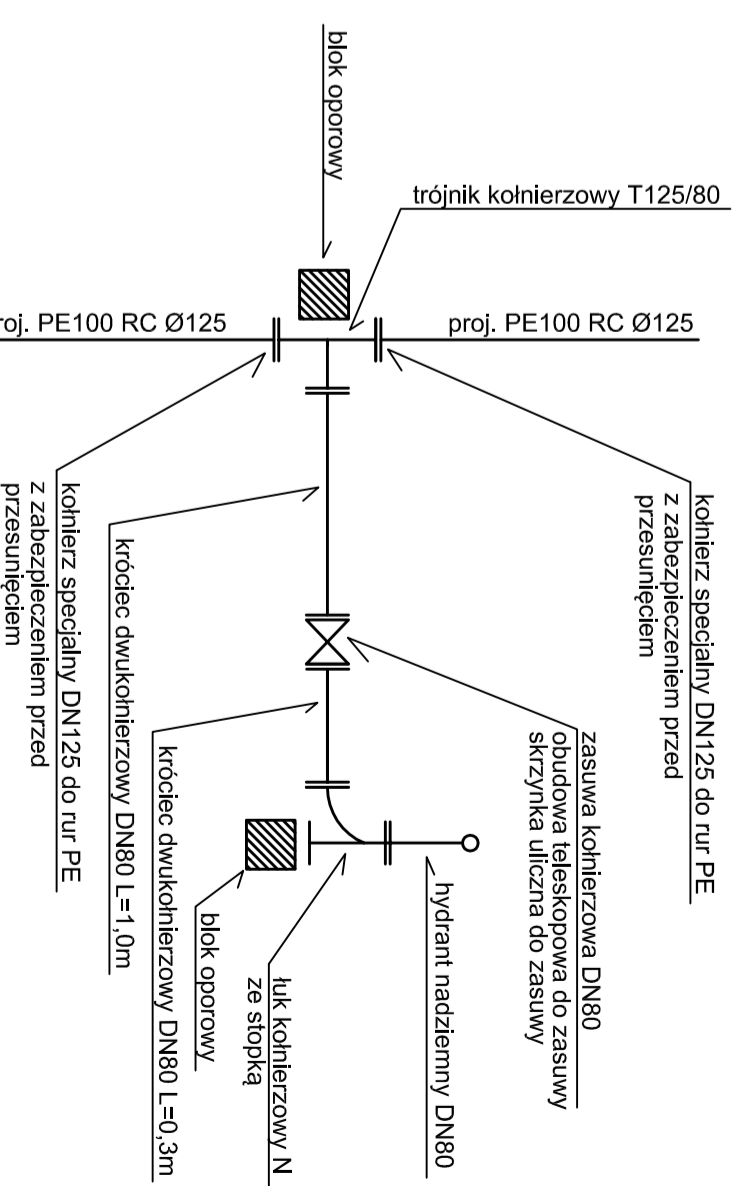 blok oporowy
trójnik kołnierzowy T125/80
roj. PE100 RC Ø125
proj. PE100 RC Ø125
kołnierz specjalny DN125 do rur PE
z zabezpieczeniem przed
przesunięciem
zasuwa kołnierzowa DN80
obudowa teleskopowa do zasuwy
skrzynka uliczna do zasuwy
hydrant nadziemny DN80
łuk kołnierzowy N
ze stopką
blok oporowy
króciec dwukołnierzowy DN80 L=0,3m
króciec dwukołnierzowy DN80 L=1,0m
kołnierz specjalny DN125 do rur PE
z zabezpieczeniem przed
przesunięciem